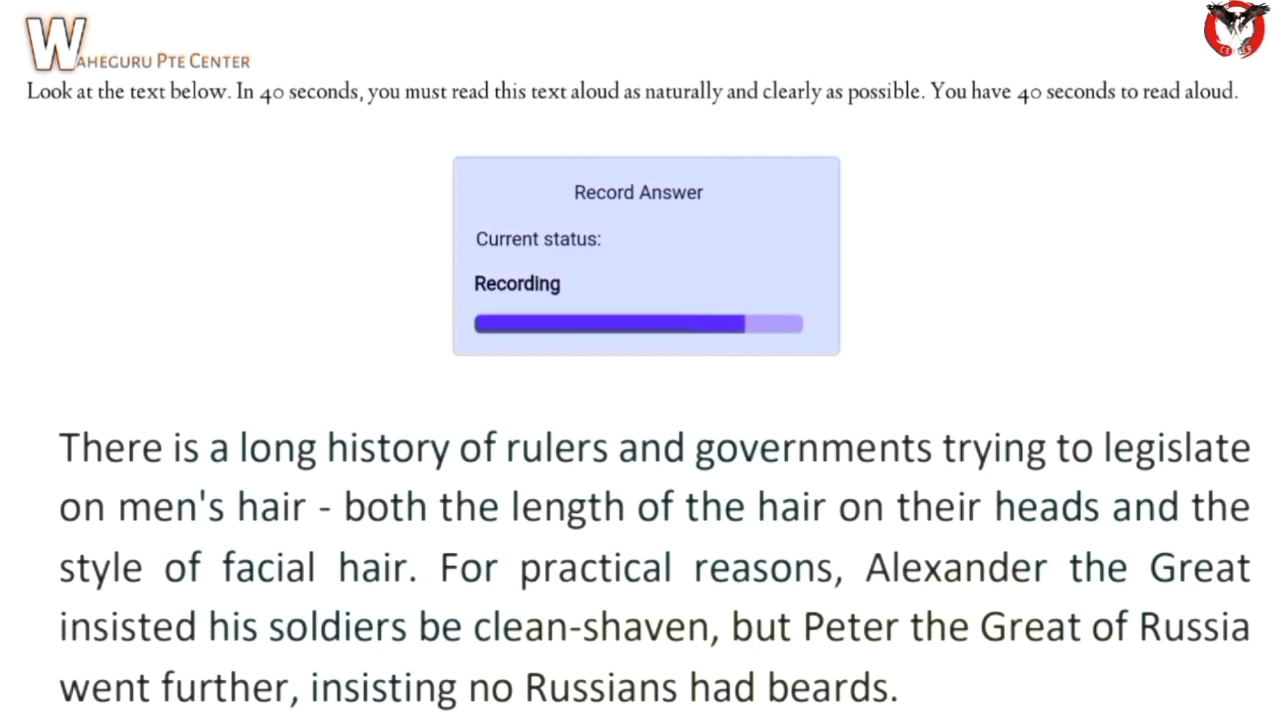 WAHEGURU PTE CENTER
Look at the text below. In 40 seconds, you must read this text aloud as naturally and clearly as possible. You have 40 seconds to read aloud.
Record Answer
Current status:
Recording
There is a long history of rulers and governments trying to legislate
on men's hair - both the length of the hair on their heads and the
style of facial hair. For practical reasons, Alexander the Great
insisted his soldiers be clean-shaven, but Peter the Great of Russia
went further, insisting no Russians had beards.